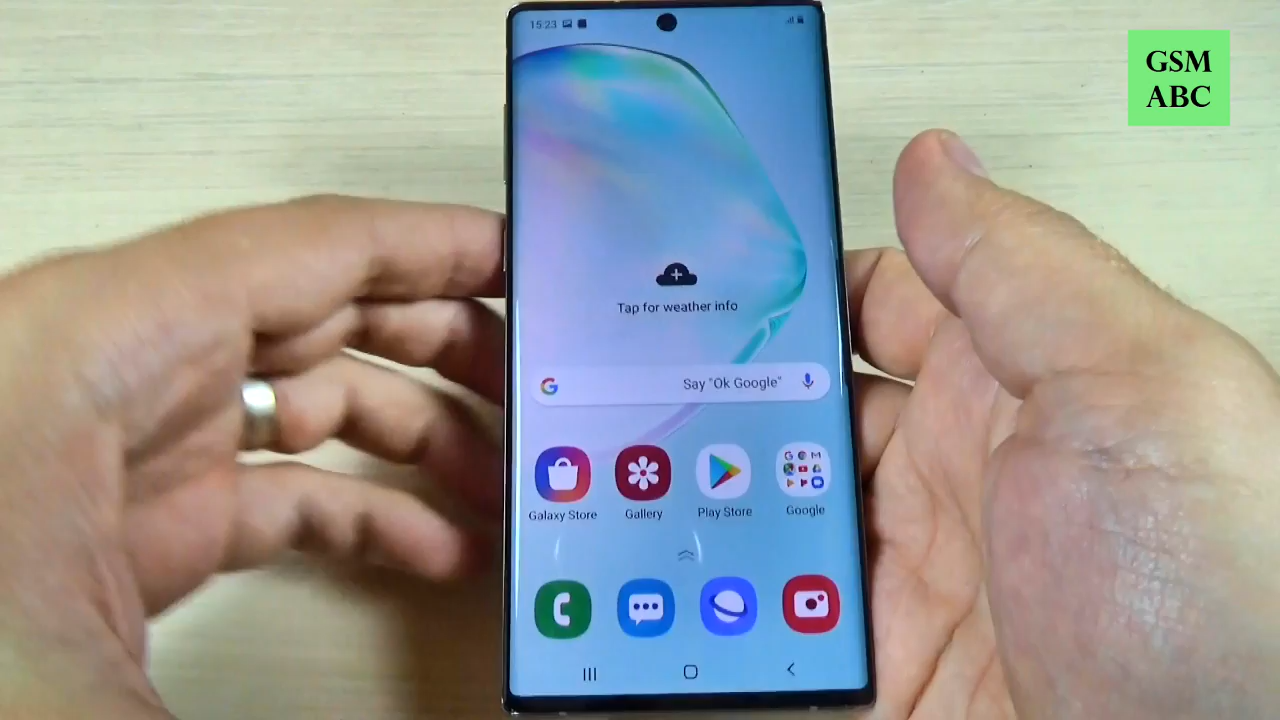 15:23
GSM
ABC
Tap for weather info
Say "Ok Google"
Galaxy Store
Gallery
Play Store
Google